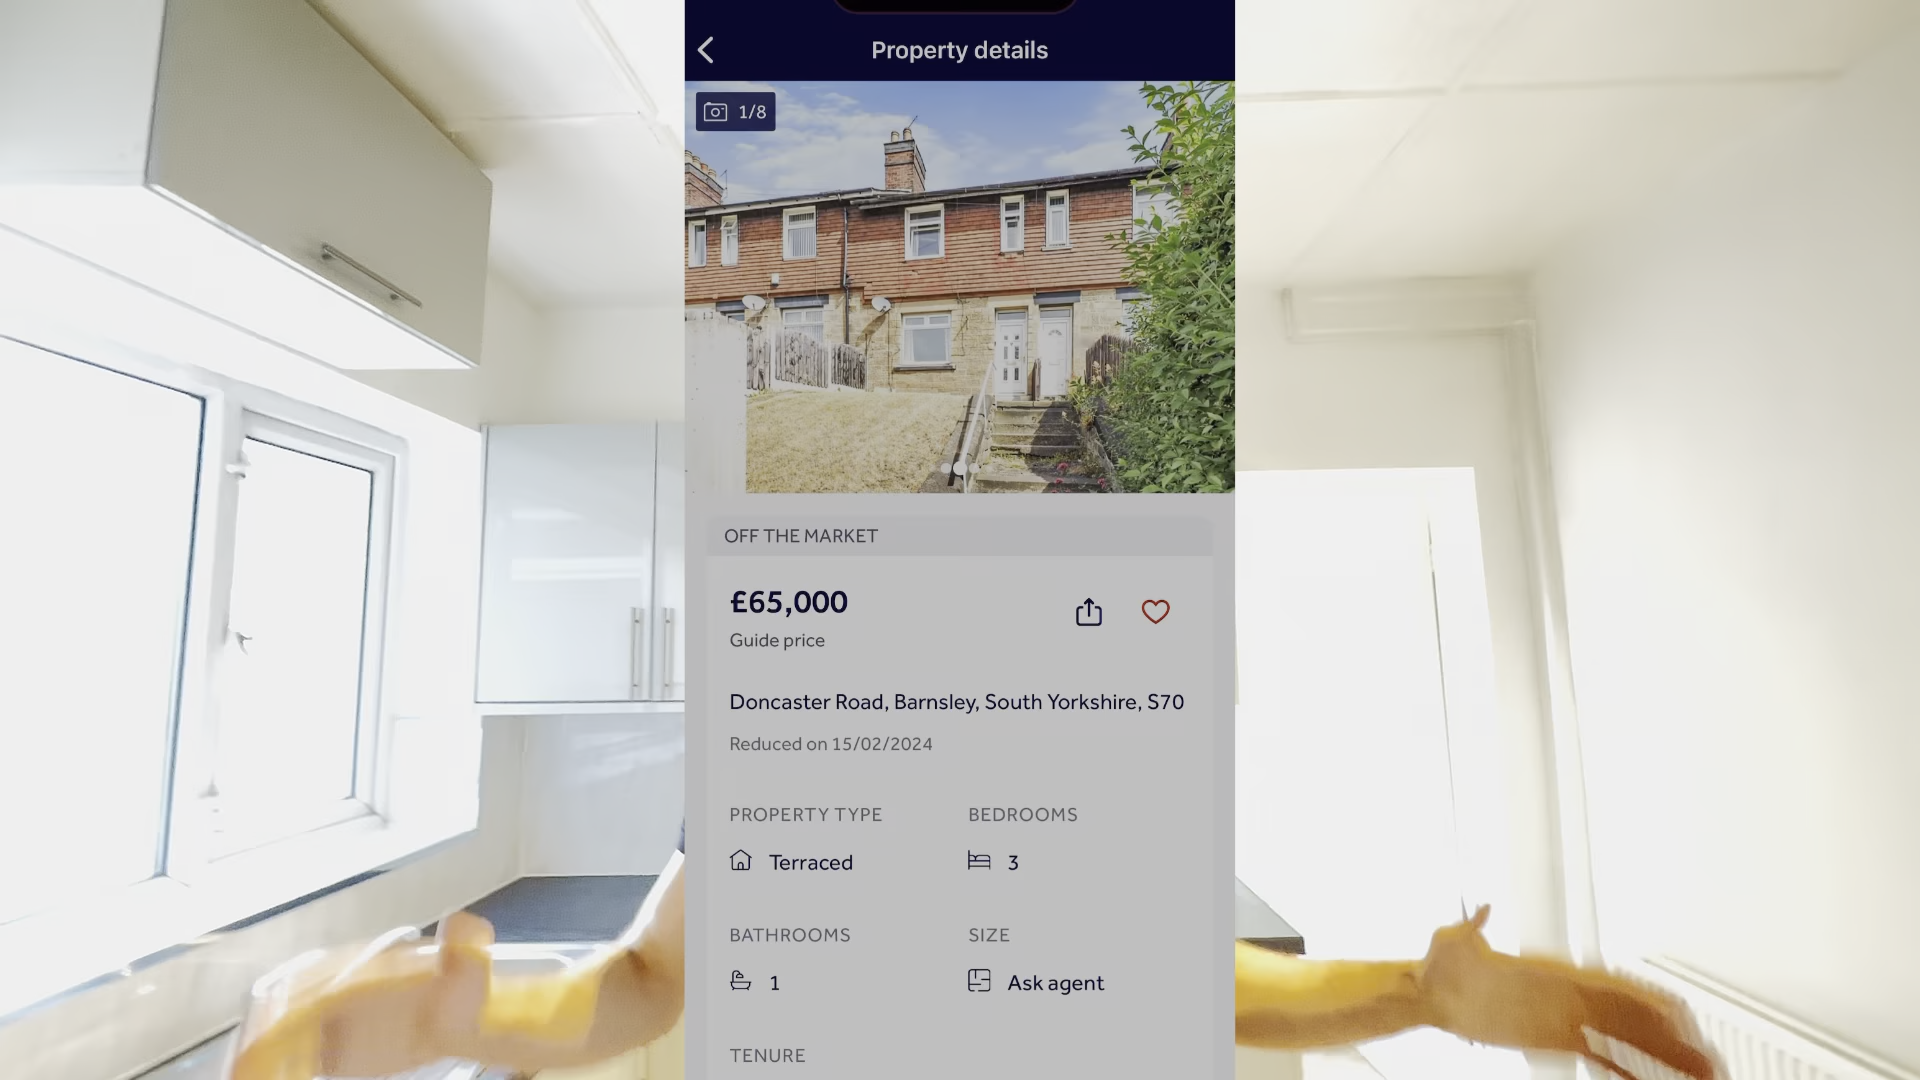 Property details
1/8
OFF THE MARKET
£65,000
Guide price
Doncaster Road, Barnsley, South Yorkshire, S70
Reduced on 15/02/2024
PROPERTY TYPE
BEDROOMS
Terraced
3
BATHROOMS
SIZE
1
Ask agent
TENURE